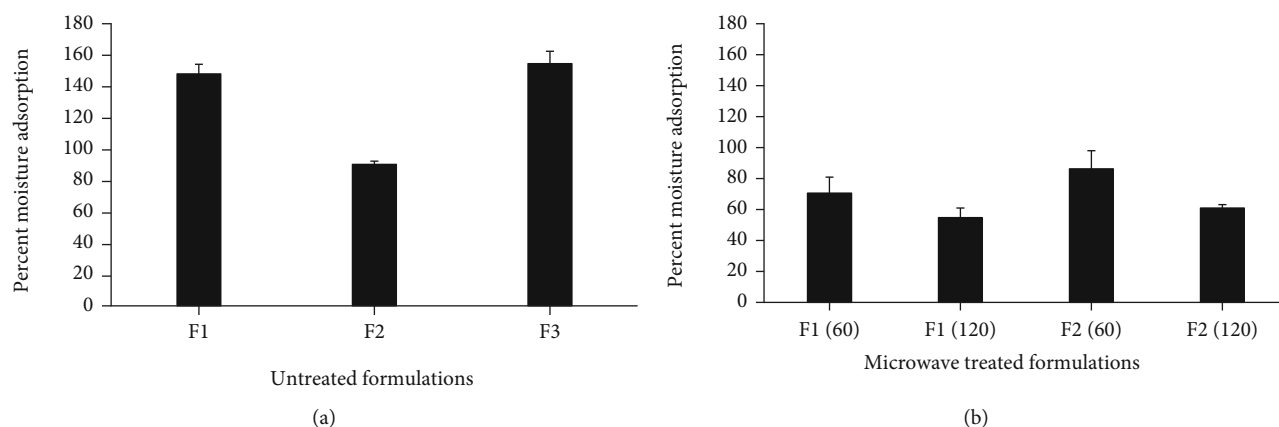 Percent moisture adsorption
180
160
140
120
100
80
60
40
20
0
F1 F2 F3
Untreated formulations
(a)
Percent moisture adsorption
180
160
140
120
100
80
60
40
20
0
F1 (60) F1 (120) F2 (60) F2 (120)
Microwave treated formulations
(b)